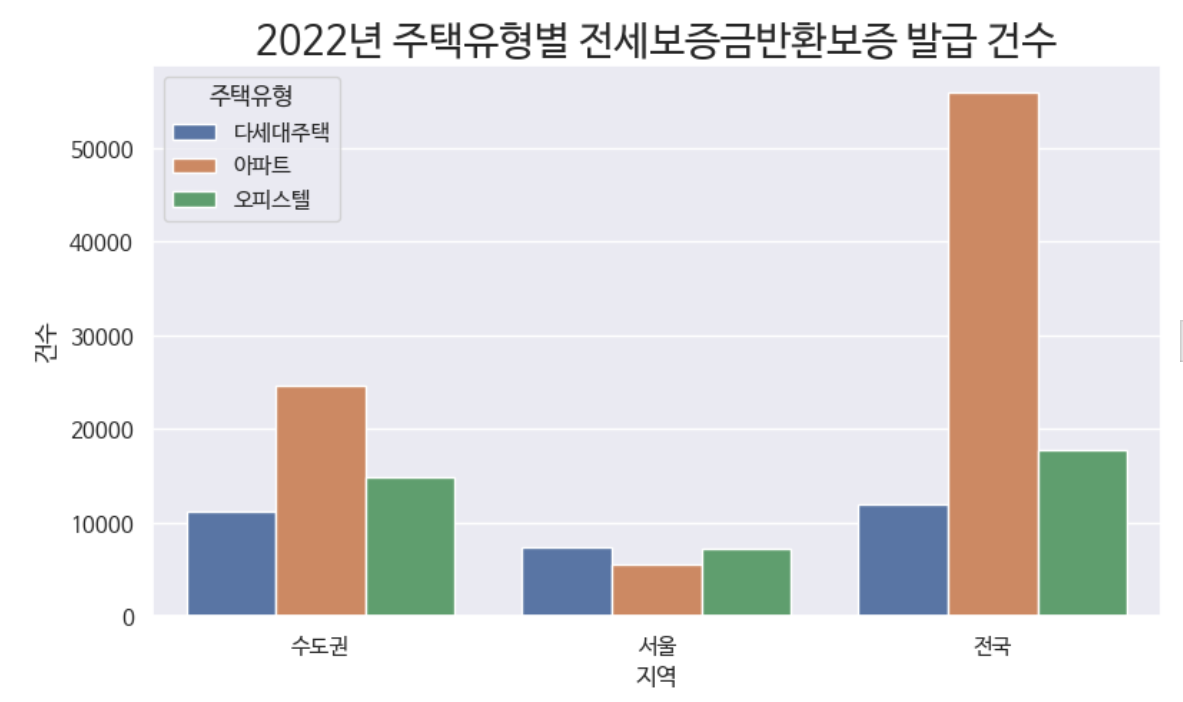 2022년 주택유형별 전세보증금반환보증 발급 건수
주택유형
다세대주택
아파트
오피스텔
건수
50000
40000
30000
20000
10000
0
수도권
서울
전국
지역